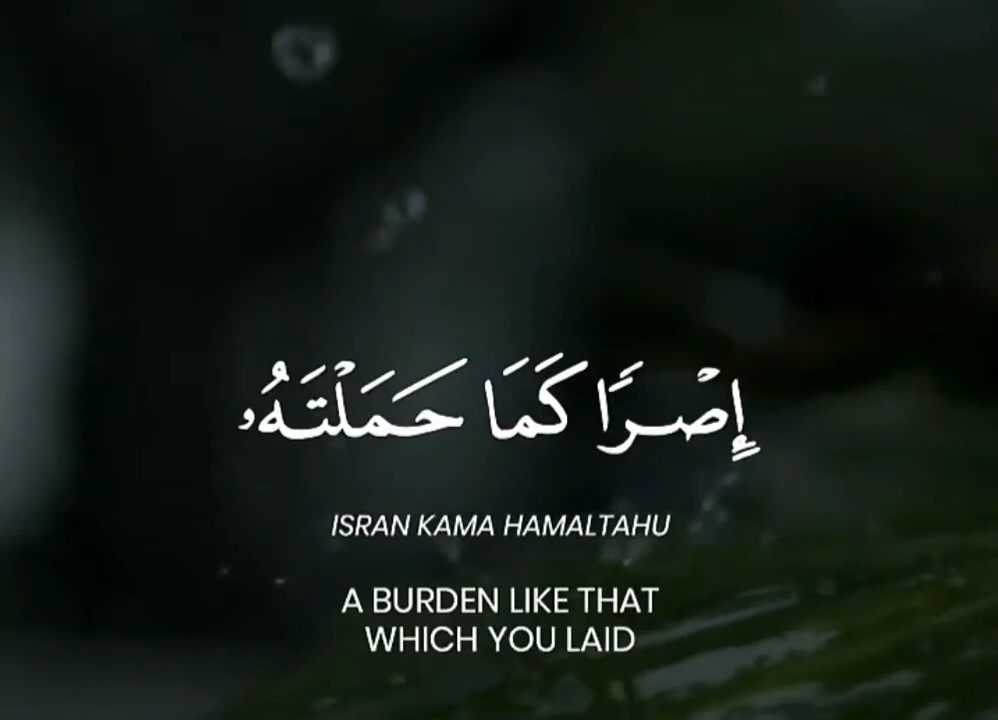 إِصْرًا كَمَا حَمَلْتَهُۥ
ISRAN KAMA HAMALTAHU
A BURDEN LIKE THAT
WHICH YOU LAID